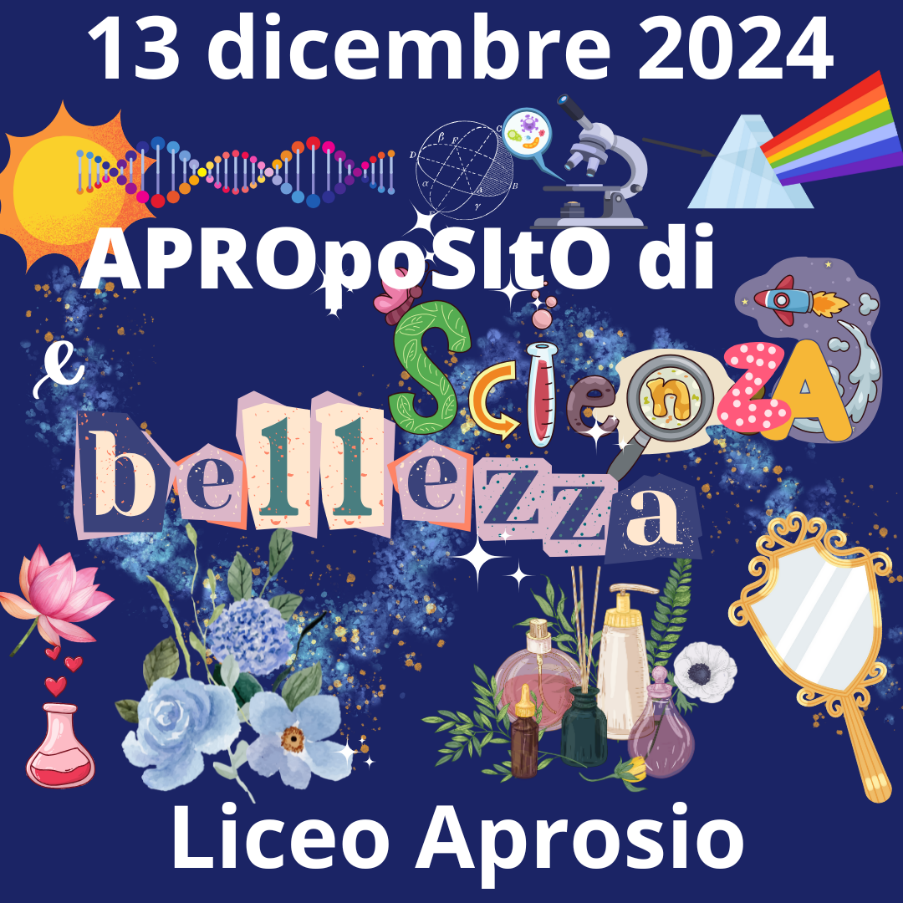 13 dicembre 2024
APROpoSItO di
ScienZA
e
bellezza
Liceo Aprosio